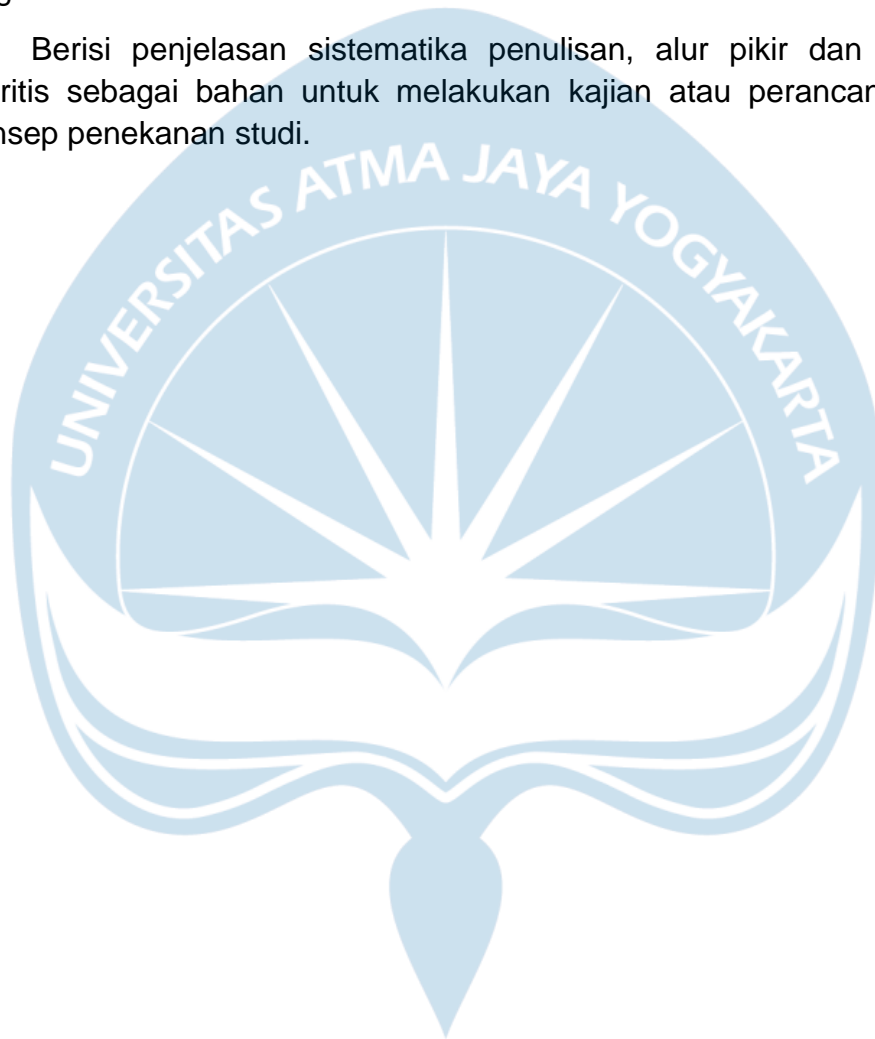 Berisi penjelasan sistematika penulisan, alur pikir dan
ritis sebagai bahan untuk melakukan kajian atau perancan
nsep penekanan studi.
UNIVERSITAS ATMA JAYA YOGYAKARTA